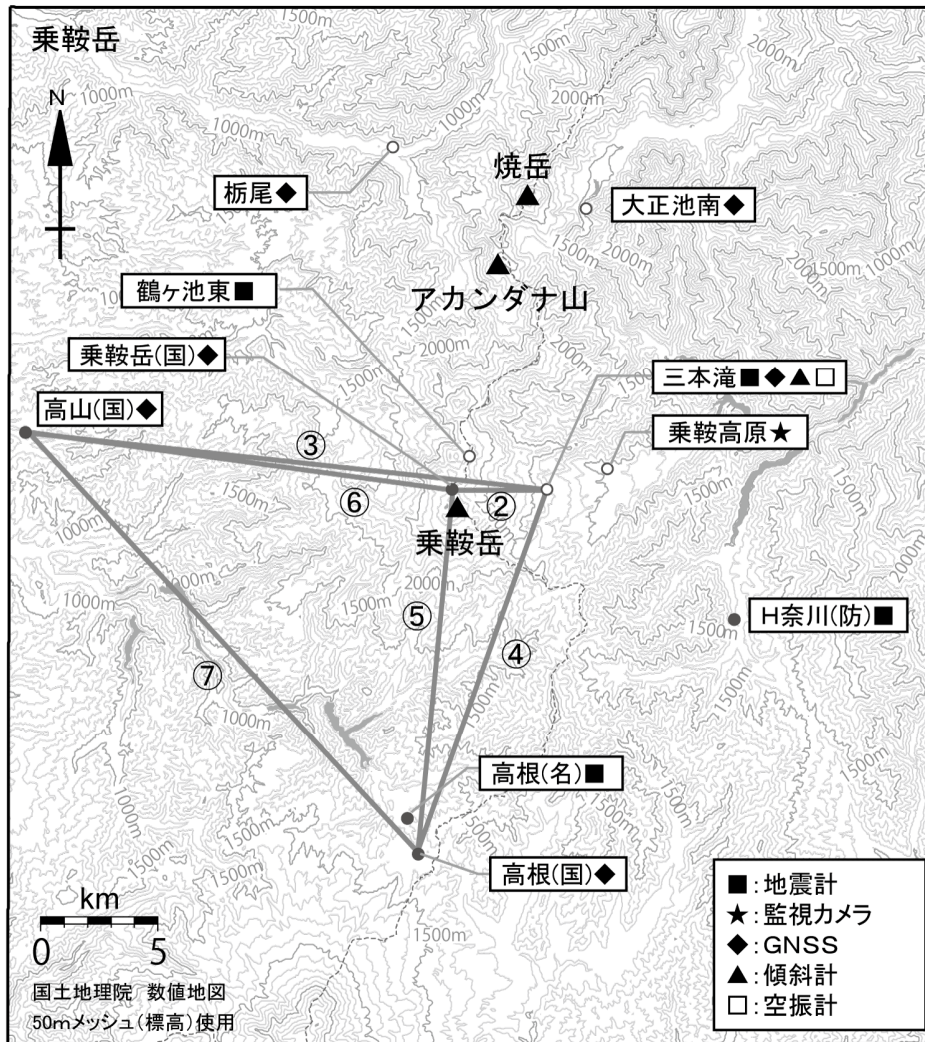 乗鞍岳
1500m
1500m
2000m
N
1000m
2000m
1000m
1000m
焼岳
栃尾◆
大正池南◆
1500m
2000m
1500m
鶴ヶ池東■
アカンダナ山
1500m
2000m
2000m
乗鞍岳(国)◆
1500m
三本滝■◆▲□
高山(国)◆
乗鞍高原★
③
1500m
⑥
②
1500m
1000m
乗鞍岳
2000m
2000m
1000m
1000m
1500m
⑤
H奈川(防)■
1500m
④
⑦
1500m
1000m
高根(名)■
1500m
1000m
1500m
高根(国)◆
1500m
■:地震計
km
★:監視カメラ
0 5
◆:GNSS
1500m
▲:傾斜計
国土地理院 数値地図
□:空振計
50mメッシュ(標高)使用